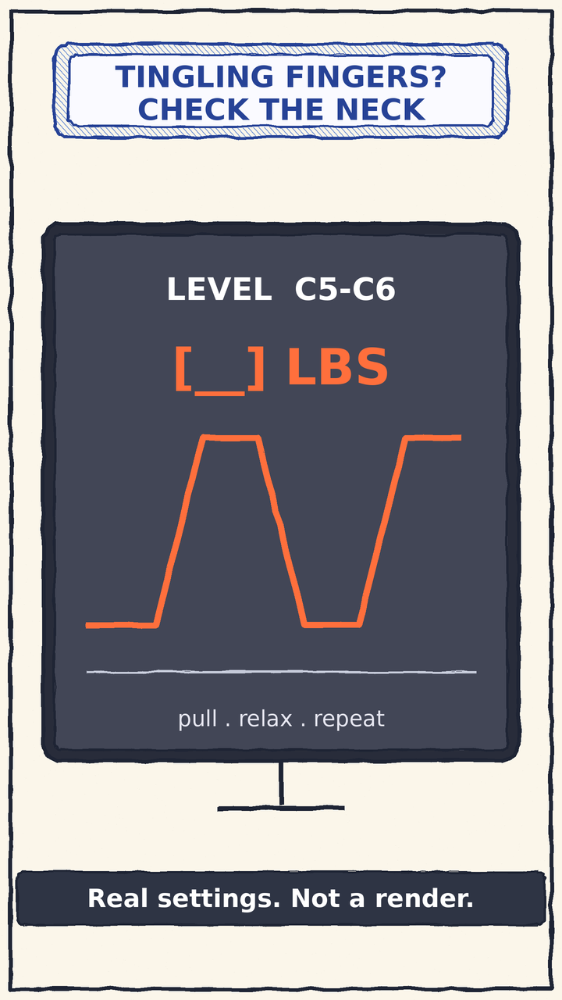 TINGLING FINGERS?
CHECK THE NECK
LEVEL C5-C6
[__] LBS
pull . relax . repeat
Real settings. Not a render.